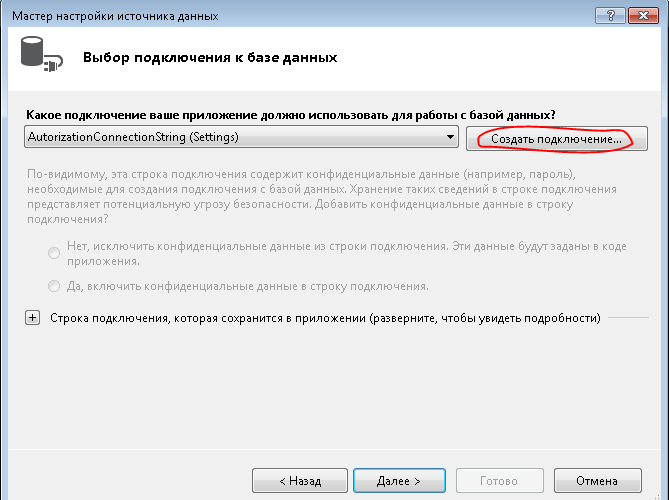 Мастер настройки источника данных
Выбор подключения к базе данных
Какое подключение ваше приложение должно использовать для работы с базой данных?
AutorizationConnectionString (Settings)
Создать подключение...
По-видимому, эта строка подключения содержит конфиденциальные данные (например, пароль),
необходимые для создания подключения с базой данных. Хранение таких сведений в строке подключения
представляет потенциальную угрозу безопасности. Добавить конфиденциальные данные в строку
подключения?
Нет, исключить конфиденциальные данные из строки подключения. Эти данные будут заданы в коде
приложения.
Да, включить конфиденциальные данные в строку подключения.
Строка подключения, которая сохранится в приложении (разверните, чтобы увидеть подробности)
< Назад
Далее >
Готово
Отмена